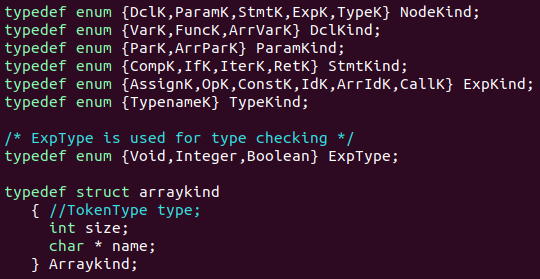 typedef enum {DclK,ParamK,StmtK,ExpK,TypeK} NodeKind;
typedef enum {VarK,FuncK,ArrVarK} DclKind;
typedef enum {ParK,ArrParK} ParamKind;
typedef enum {CompK,IfK,IterK,RetK} StmtKind;
typedef enum {AssignK,OpK,ConstK,IdK,ArrIdK,CallK} ExpKind;
typedef enum {TypenameK} TypeKind;
/* ExpType is used for type checking */
typedef enum {Void,Integer,Boolean} ExpType;
typedef struct arraykind
{ //TokenType type;
int size;
char * name;
} Arraykind;